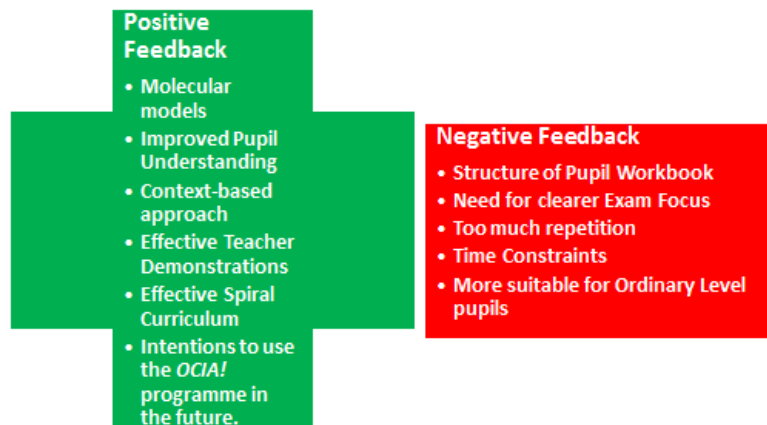 Positive
Feedback
• Molecular
models
• Improved Pupil
Understanding
• Context-based
approach
• Effective Teacher
Demonstrations
• Effective Spiral
Curriculum
• Intentions to use
the OCIA!
programme in
the future.
Negative Feedback
• Structure of Pupil Workbook
• Need for clearer Exam Focus
• Too much repetition
• Time Constraints
• More suitable for Ordinary Level
pupils